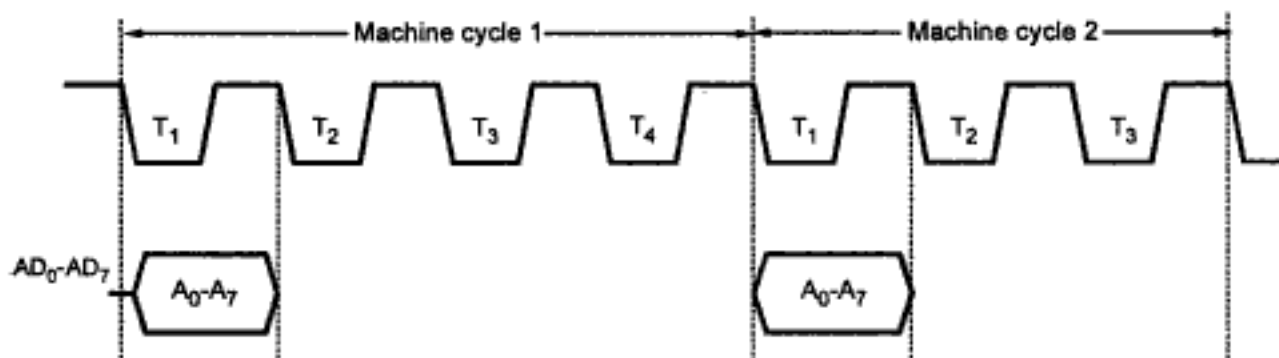 Machine cycle 1 Machine cycle 2
T₁ T₂ T₃ T₄ T₁ T₂ T₃
AD₀-AD₇ A₀-A₇ A₀-A₇